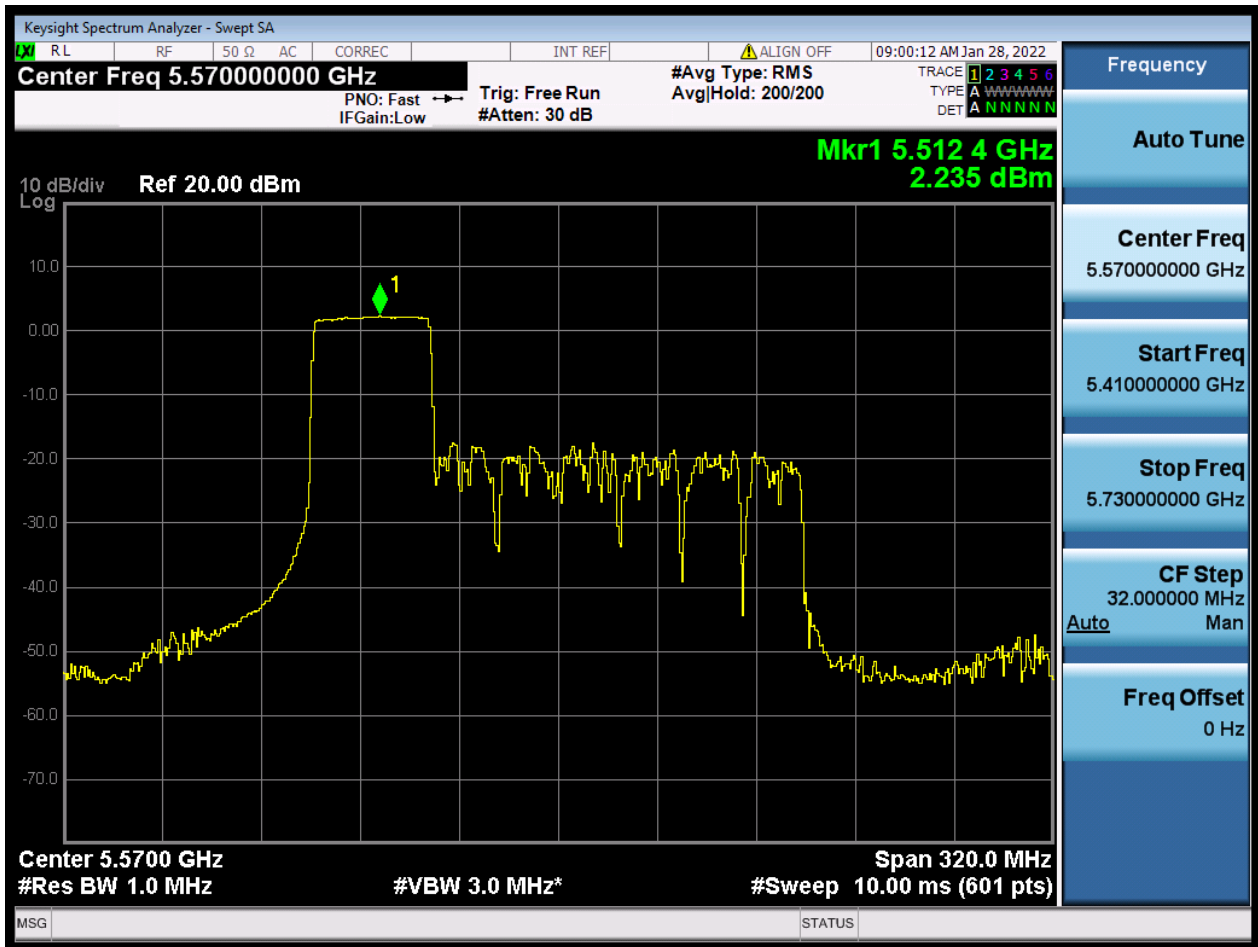 Keysight Spectrum Analyzer - Swept SA
LXI RL RF 50 Ω AC CORREC INT REF ALIGN OFF 09:00:12 AM Jan 28, 2022
Center Freq 5.570000000 GHz
PNO: Fast
IFGain:Low
Trig: Free Run
#Atten: 30 dB
#Avg Type: RMS
Avg|Hold: 200/200
TRACE 1 2 3 4 5 6
TYPE A WWWWW
DET A N N N N N
Mkr1 5.512 4 GHz
2.235 dBm
10 dB/div Ref 20.00 dBm
Log
10.0
0.00
-10.0
-20.0
-30.0
-40.0
-50.0
-60.0
-70.0
1
Center 5.5700 GHz Span 320.0 MHz
#Res BW 1.0 MHz #VBW 3.0 MHz* #Sweep 10.00 ms (601 pts)
MSG STATUS
Frequency
Auto Tune
Center Freq
5.570000000 GHz
Start Freq
5.410000000 GHz
Stop Freq
5.730000000 GHz
CF Step
32.000000 MHz
Auto Man
Freq Offset
0 Hz